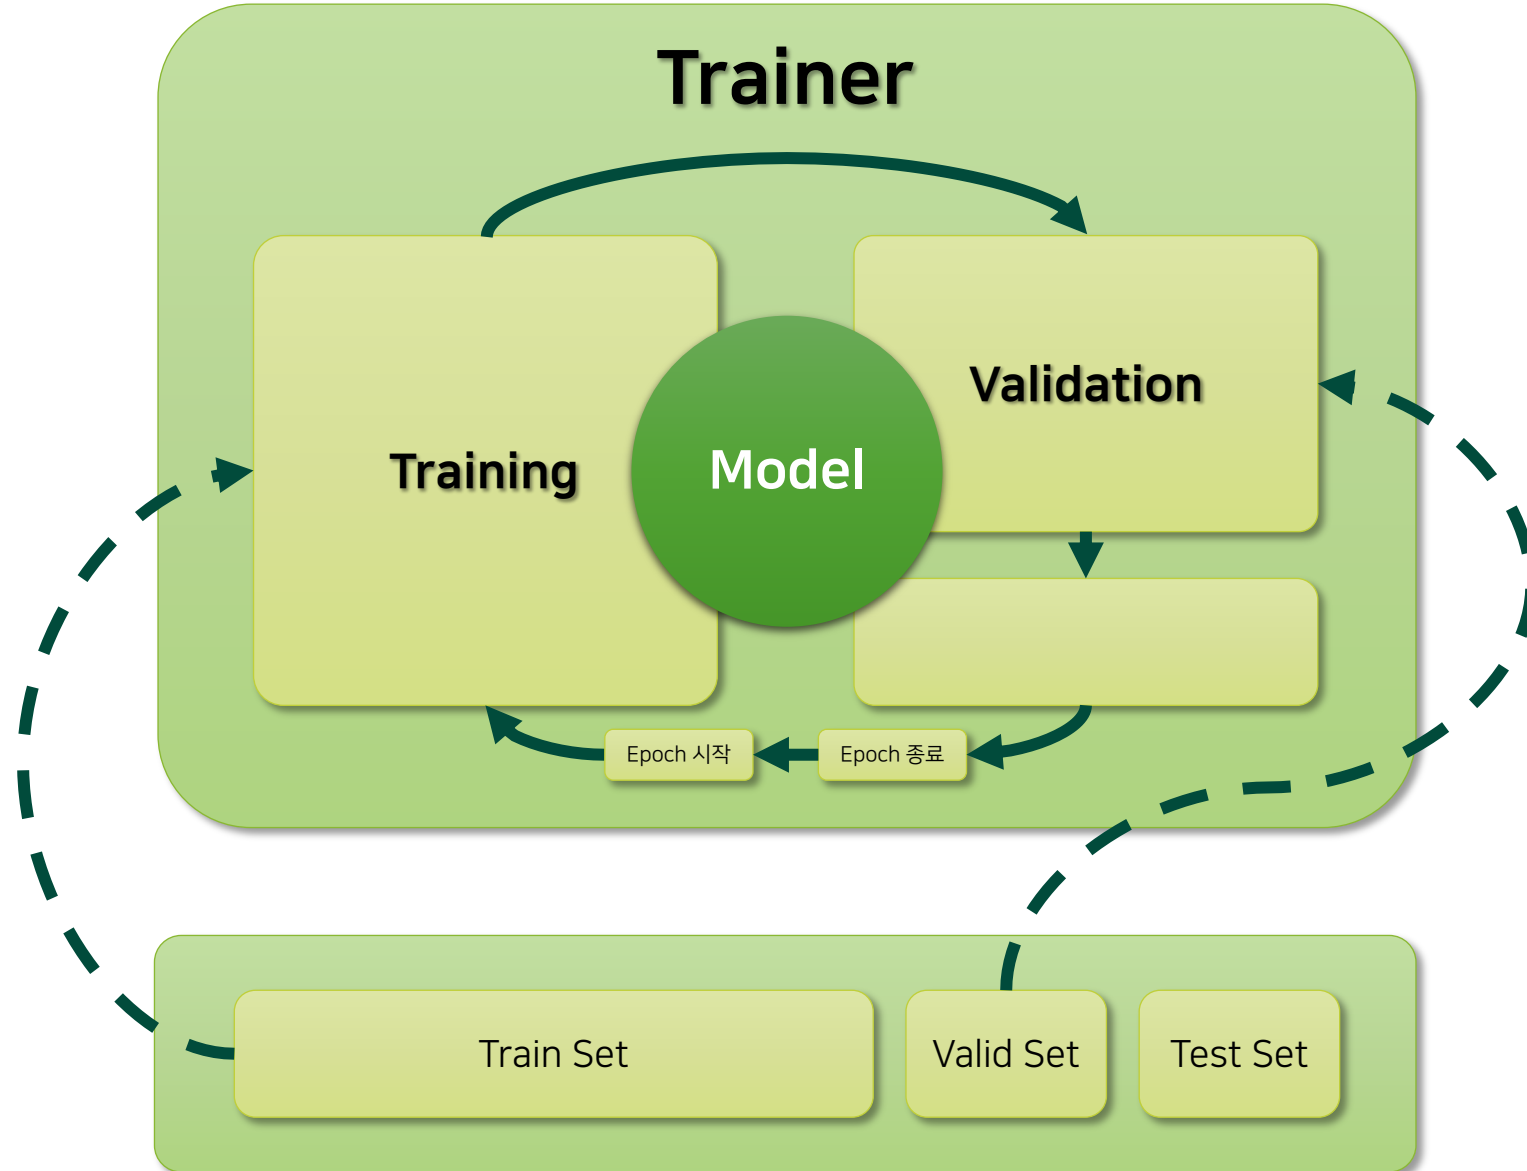 Trainer
Training
Model
Validation
Epoch 시작
Epoch 종료
Train Set
Valid Set
Test Set